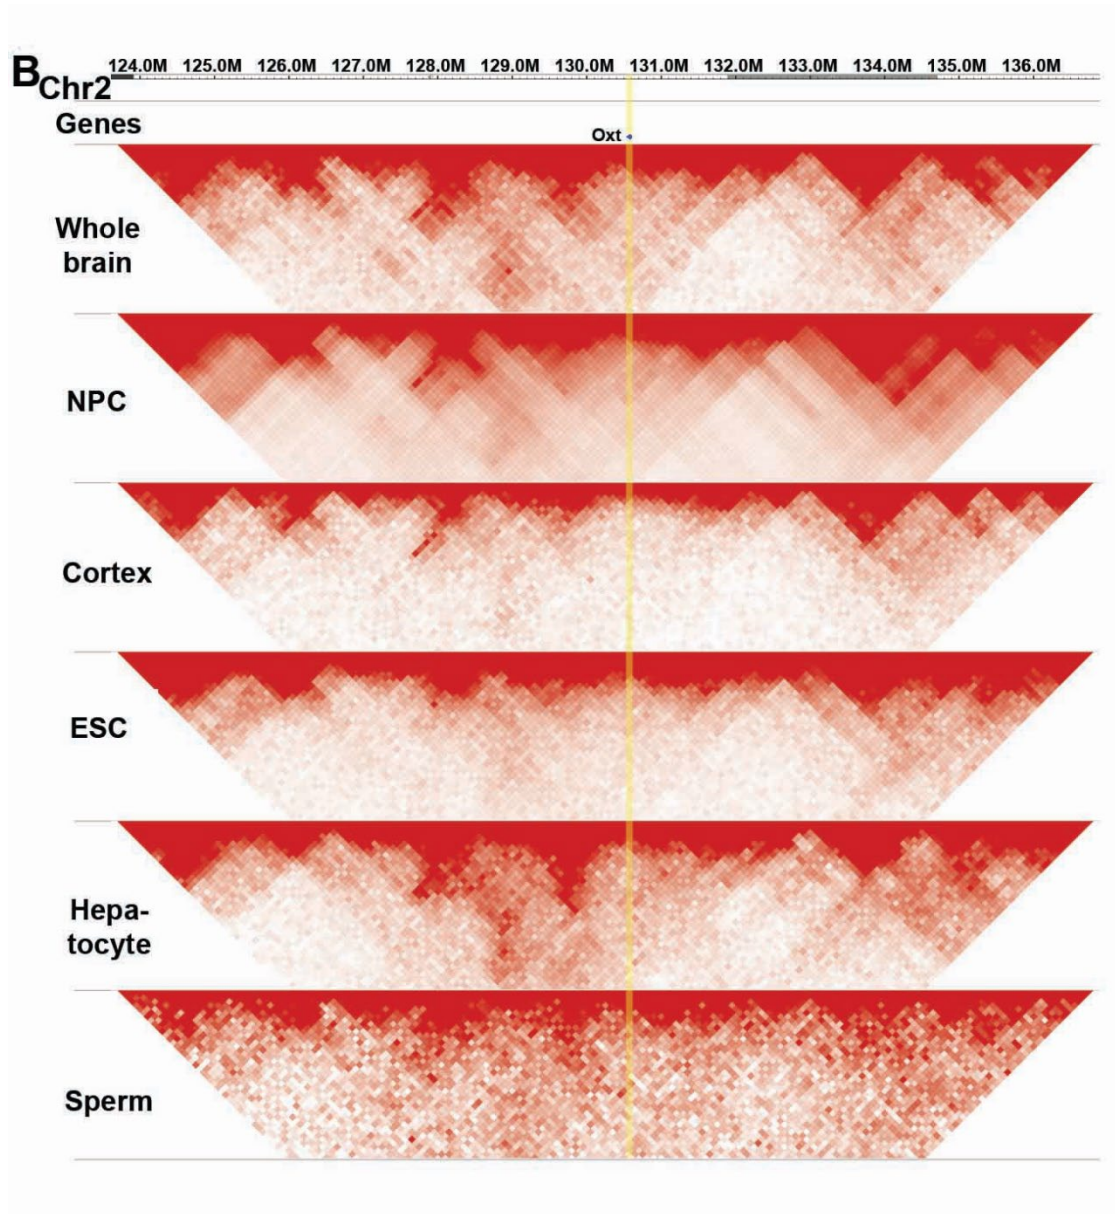 B
Chr2
124.0M 125.0M 126.0M 127.0M 128.0M 129.0M 130.0M 131.0M 132.0M 133.0M 134.0M 135.0M 136.0M
Genes
Oxt
Whole
brain
NPC
Cortex
ESC
Hepa-
tocyte
Sperm